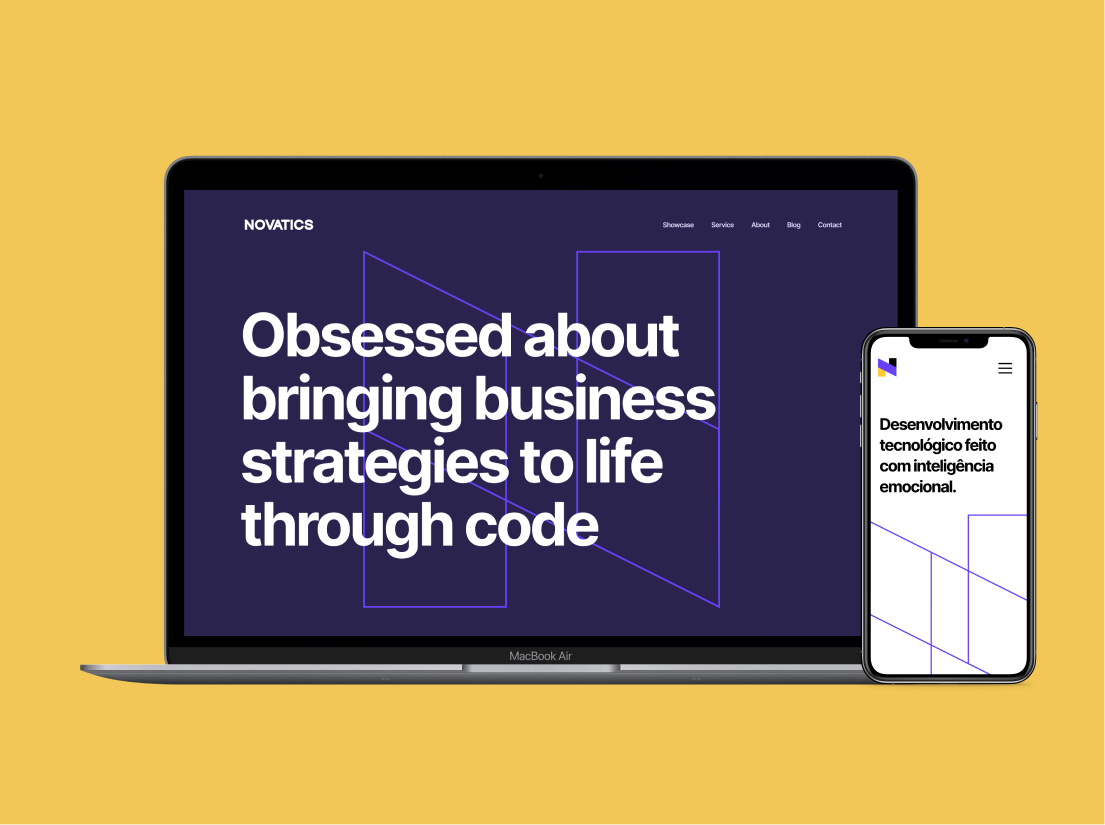 NOVATICS
Showcase Service About Blog Contact
Obsessed about
bringing business
strategies to life
through code
MacBook Air
Desenvolvimento
tecnológico feito
com inteligência
emocional.